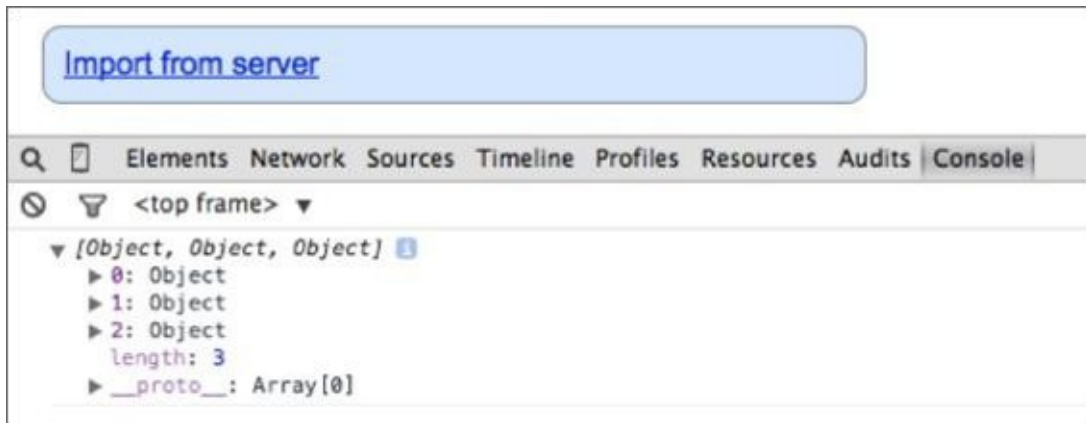 Import from server
Elements Network Sources Timeline Profiles Resources Audits Console
<top frame> ▼
▼ [Object, Object, Object] i
▶ 0: Object
▶ 1: Object
▶ 2: Object
length: 3
▶ __proto__: Array[0]